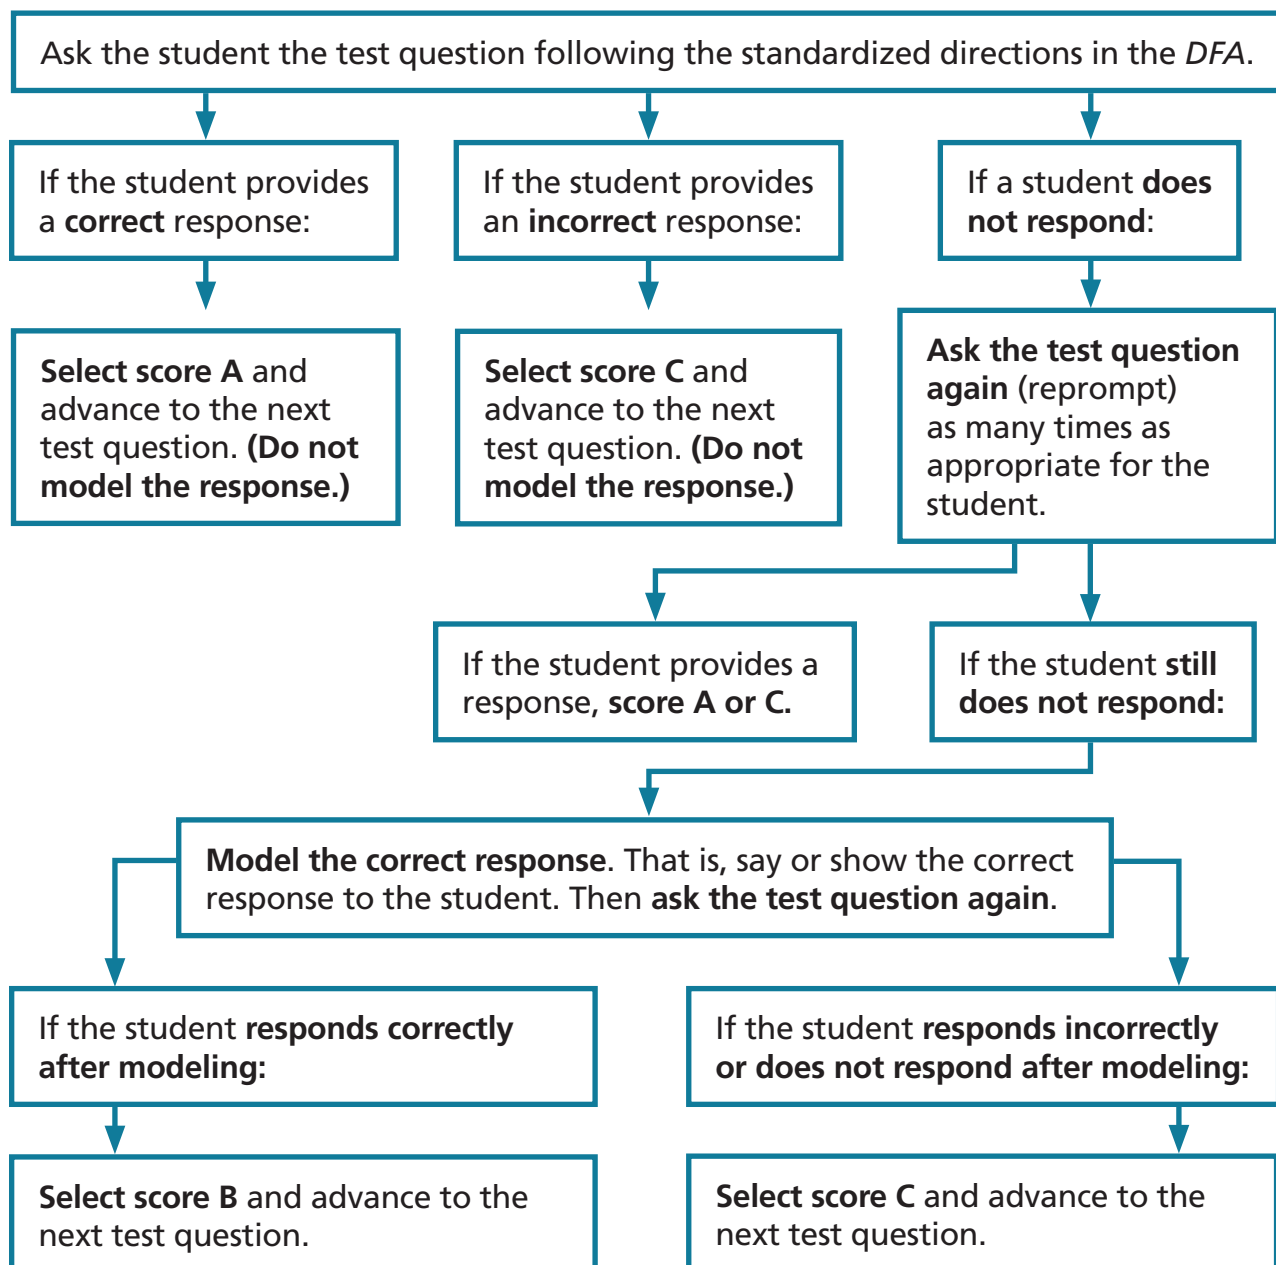 Ask the student the test question following the standardized directions in the DFA.
If the student provides
a correct response:
If the student provides
an incorrect response:
If a student does
not respond:
Select score A and
advance to the next
test question. (Do not
model the response.)
Select score C and
advance to the next
test question. (Do not
model the response.)
Ask the test question
again (reprompt)
as many times as
appropriate for the
student.
If the student provides a
response, score A or C.
If the student still
does not respond:
Model the correct response. That is, say or show the correct
response to the student. Then ask the test question again.
If the student responds correctly
after modeling:
If the student responds incorrectly
or does not respond after modeling:
Select score B and advance to the
next test question.
Select score C and advance to the
next test question.